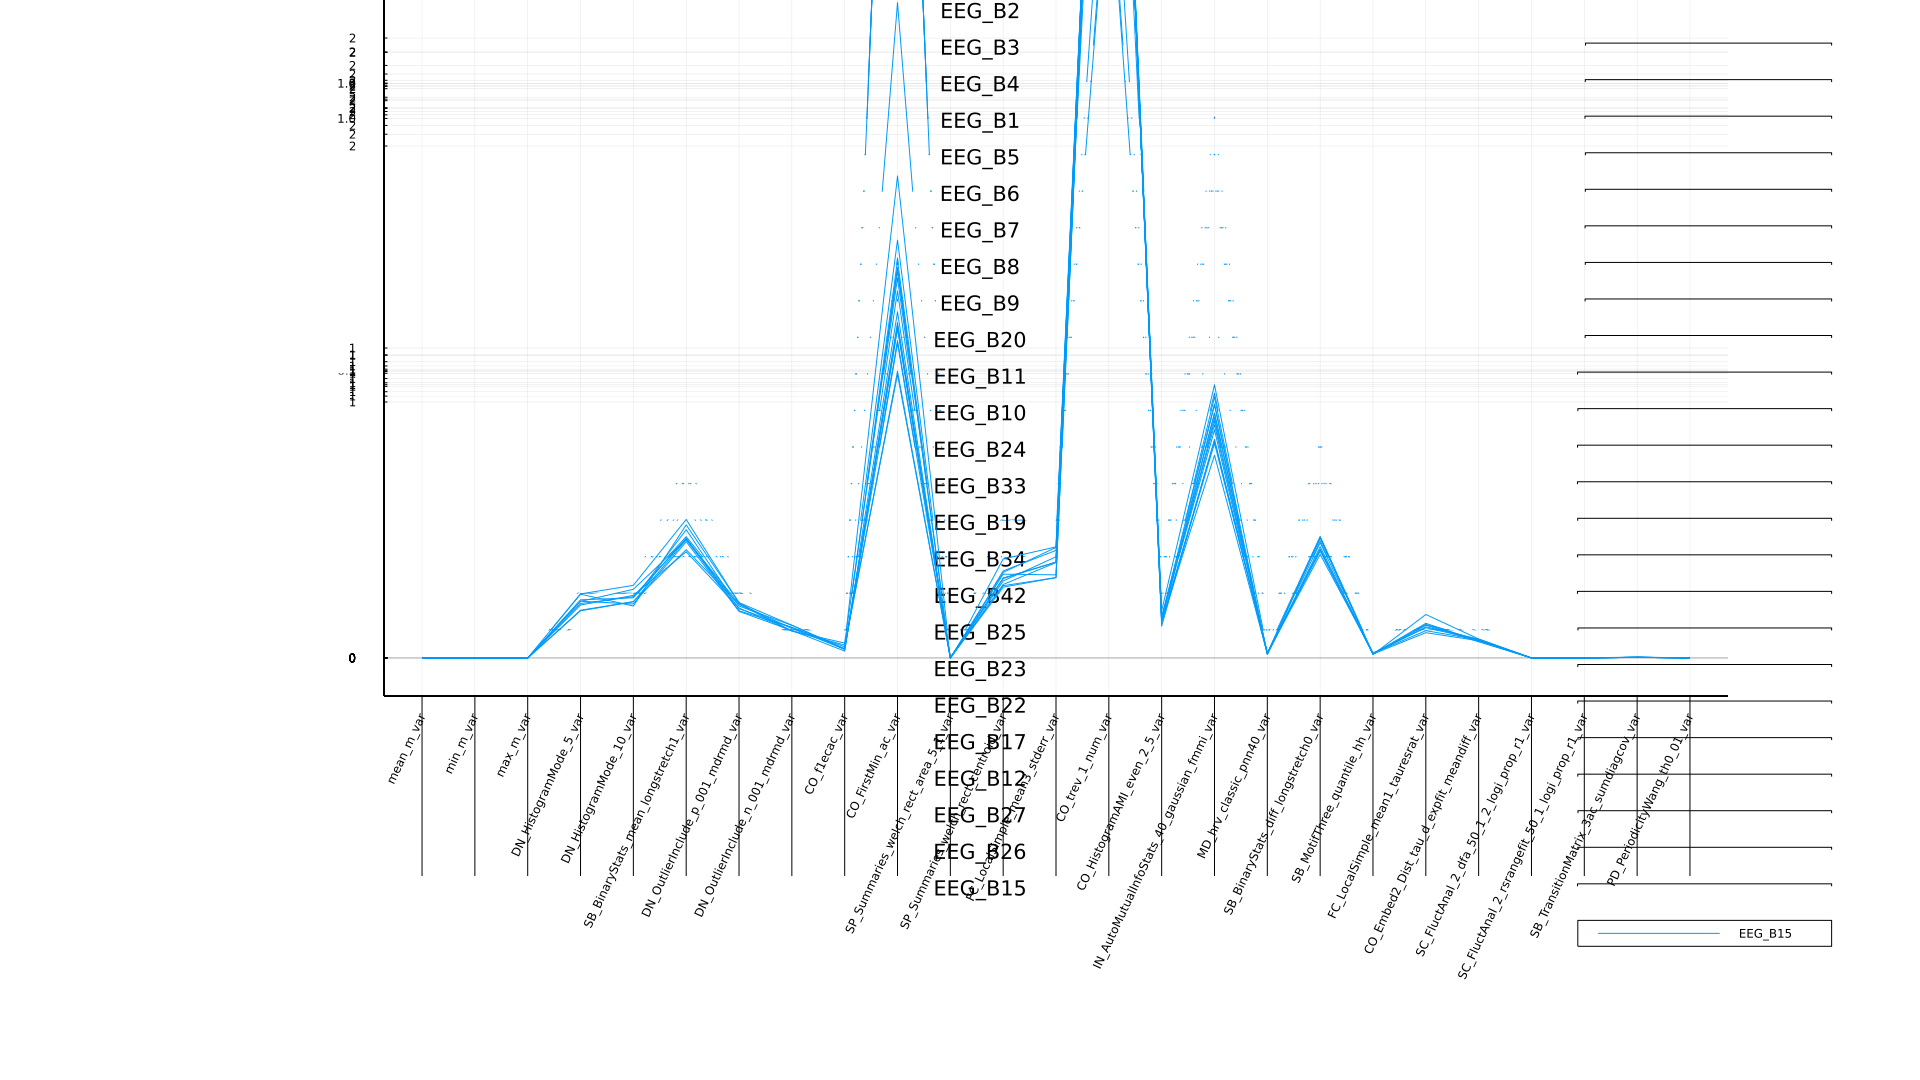 EEG_B2
EEG_B3
EEG_B4
EEG_B1
EEG_B5
EEG_B6
EEG_B7
EEG_B8
EEG_B9
EEG_B20
EEG_B11
EEG_B10
EEG_B24
EEG_B33
EEG_B19
EEG_B34
EEG_B42
EEG_B25
EEG_B23
EEG_B22
EEG_B17
EEG_B12
EEG_B27
EEG_B26
EEG_B15
2
2
2
2
2
2
1
1
0
mean_m_var
min_m_var
max_m_var
DN_HistogramMode_5_var
DN_HistogramMode_10_var
SB_BinaryStats_mean_longstretch1_var
DN_OutlierInclude_p_001_mdrmd_var
DN_OutlierInclude_n_001_mdrmd_var
CO_f1ecac_var
CO_FirstMin_ac_var
CO_trev_1_num_var
CO_HistogramAMI_even_2_5_var
IN_AutoMutualInfoStats_40_gaussian_fmmi_var
MD_hrv_classic_pnn40_var
SB_BinaryStats_diff_longstretch0_var
SB_MotifThree_quantile_hh_var
FC_LocalSimple_mean1_tauresrat_var
CO_Embed2_Dist_tau_d_expfit_meandiff_var
SC_FluctAnal_2_dfa_50_1_2_logi_prop_r1_var
SC_FluctAnal_2_rsrangefit_50_1_logi_prop_r1_var
SB_TransitionMatrix_3ac_sumdiagcov_var
PD_PeriodicityWang_th0_01_var
EEG_B15